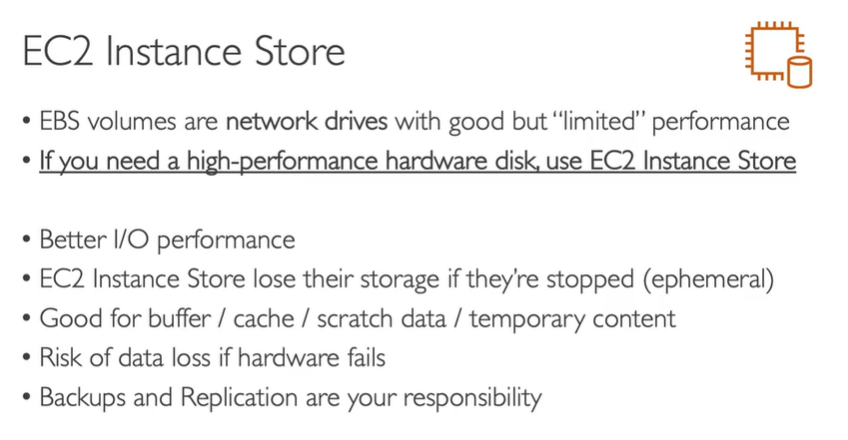 EC2 Instance Store
• EBS volumes are network drives with good but “limited” performance
• If you need a high-performance hardware disk, use EC2 Instance Store
• Better I/O performance
• EC2 Instance Store lose their storage if they’re stopped (ephemeral)
• Good for buffer / cache / scratch data / temporary content
• Risk of data loss if hardware fails
• Backups and Replication are your responsibility